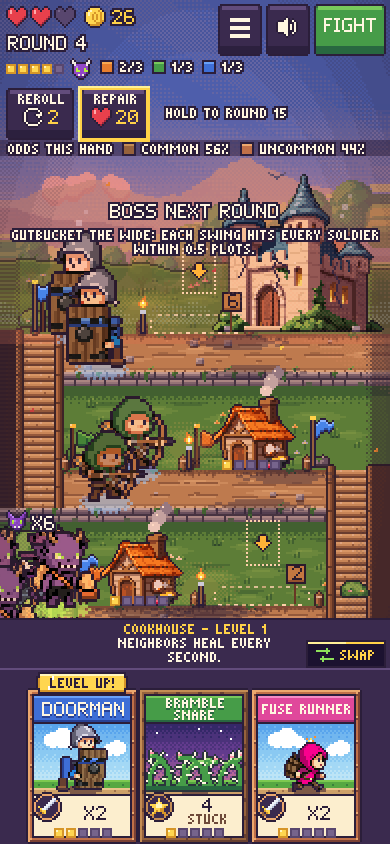 26
FIGHT
ROUND 4
2/3 1/3 1/3
REROLL
2
REPAIR
20
HOLD TO ROUND 15
ODDS THIS HAND COMMON 56% UNCOMMON 44%
BOSS NEXT ROUND
GUTBUCKET THE WIDE: EACH SWING HITS EVERY SOLDIER
WITHIN 0.5 PLOTS.
6
X6
2
COOKHOUSE - LEVEL 1
NEIGHBORS HEAL EVERY
SECOND.
SWAP
LEVEL UP!
DOORMAN
X2
BRAMBLE
SNARE
4
STUCK
FUSE RUNNER
X2